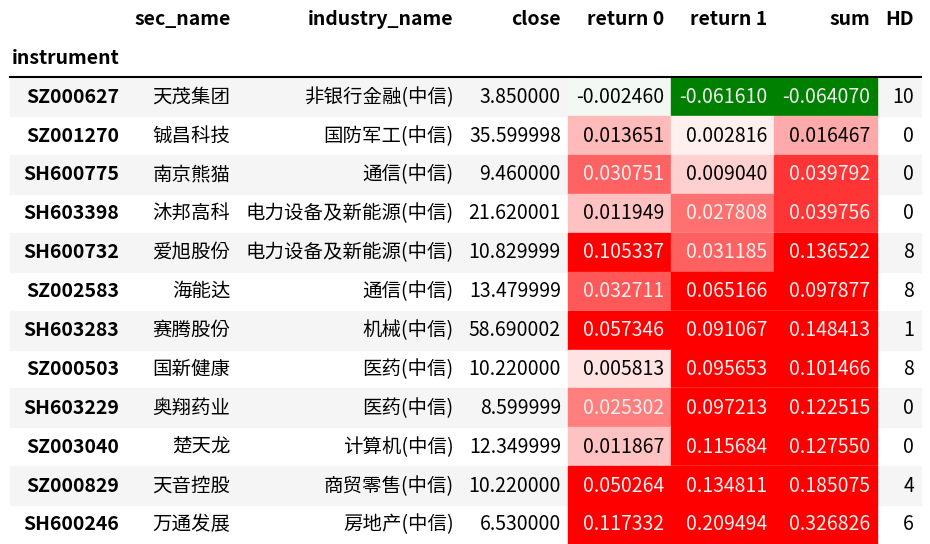 sec_name industry_name close return 0 return 1 sum HD
instrument
SZ000627 天茂集团 非银行金融(中信) 3.850000 -0.002460 -0.061610 -0.064070 10
SZ001270 铖昌科技 国防军工(中信) 35.599998 0.013651 0.002816 0.016467 0
SH600775 南京熊猫 通信(中信) 9.460000 0.030751 0.009040 0.039792 0
SH603398 沐邦高科 电力设备及新能源(中信) 21.620001 0.011949 0.027808 0.039756 0
SH600732 爱旭股份 电力设备及新能源(中信) 10.829999 0.105337 0.031185 0.136522 8
SZ002583 海能达 通信(中信) 13.479999 0.032711 0.065166 0.097877 8
SH603283 赛腾股份 机械(中信) 58.690002 0.057346 0.091067 0.148413 1
SZ000503 国新健康 医药(中信) 10.220000 0.005813 0.095653 0.101466 8
SH603229 奥翔药业 医药(中信) 8.599999 0.025302 0.097213 0.122515 0
SZ003040 楚天龙 计算机(中信) 12.349999 0.011867 0.115684 0.127550 0
SZ000829 天音控股 商贸零售(中信) 10.220000 0.050264 0.134811 0.185075 4
SH600246 万通发展 房地产(中信) 6.530000 0.117332 0.209494 0.326826 6